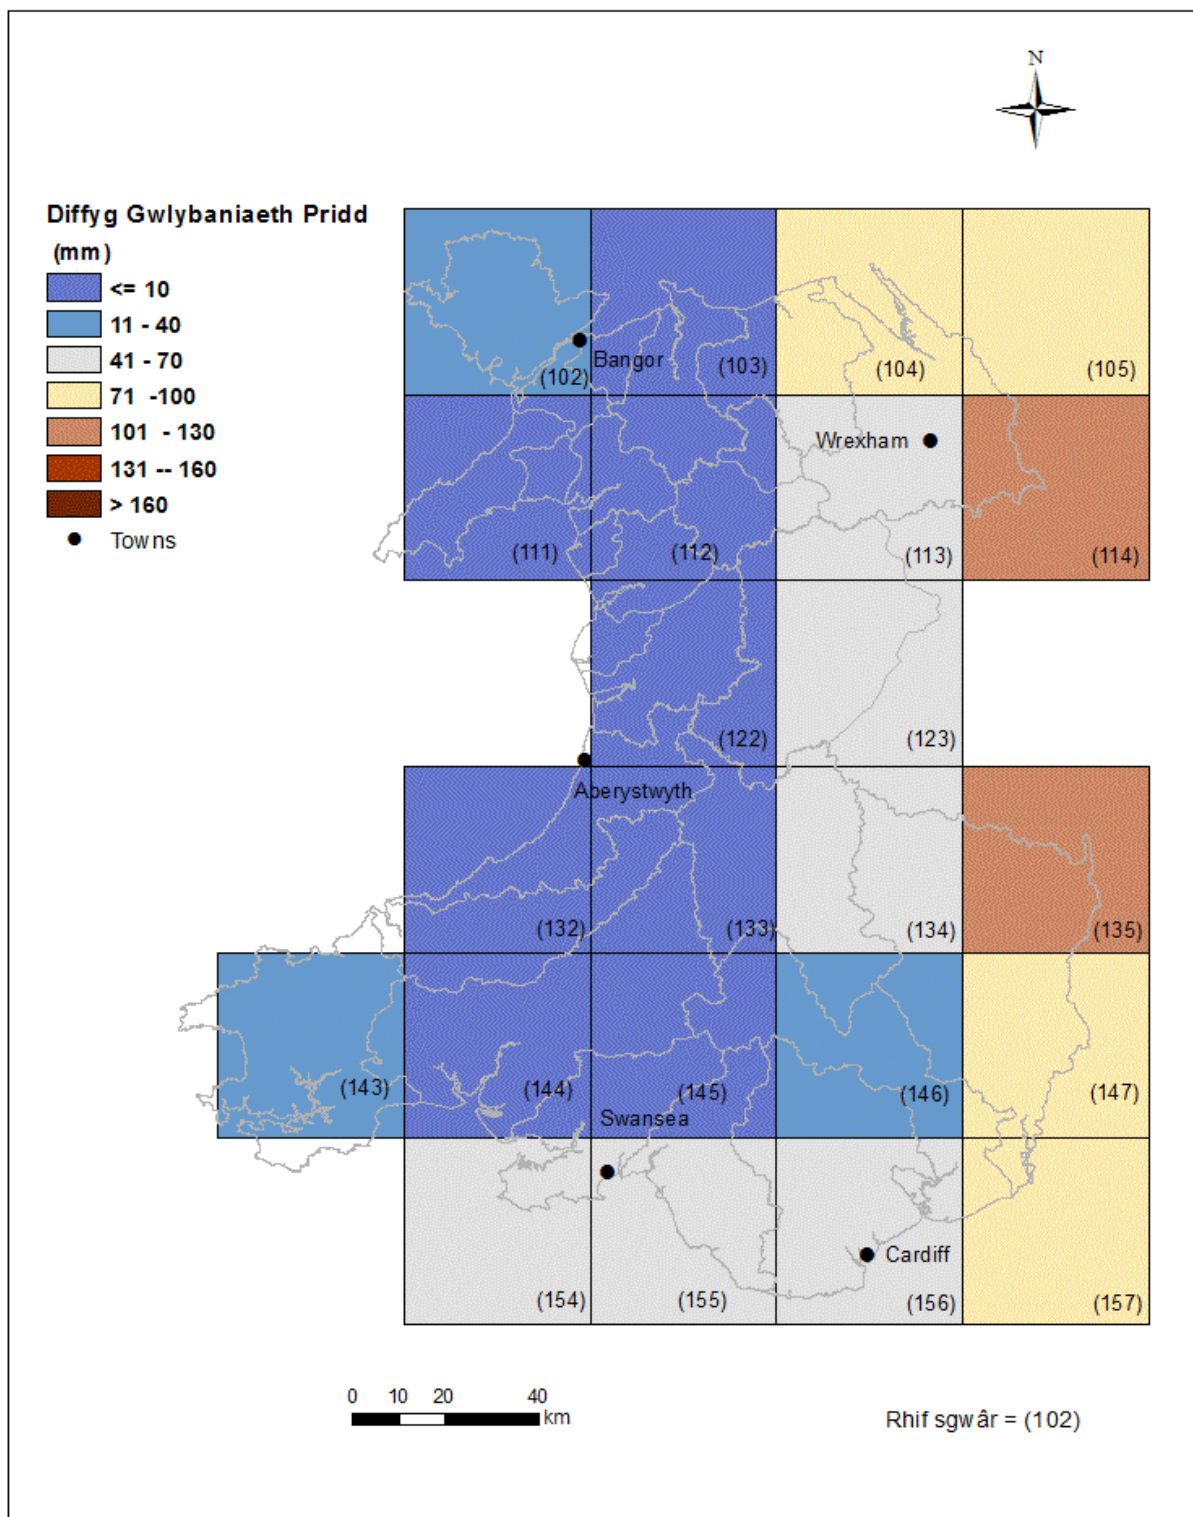 N
Diffyg Gwlybaniaeth Pridd
(mm)
<= 10
11 - 40
41 - 70
71 -100
101 - 130
131 -- 160
> 160
Towns
Bangor
(102)
(103)
(104)
(105)
Wrexham
(111)
(112)
(113)
(114)
(122)
(123)
Aberystwyth
(132)
(133)
(134)
(135)
(143)
(144)
(145)
(146)
(147)
Swansea
Cardiff
(154)
(155)
(156)
(157)
0 10 20 40
km
Rhif sgwâr = (102)